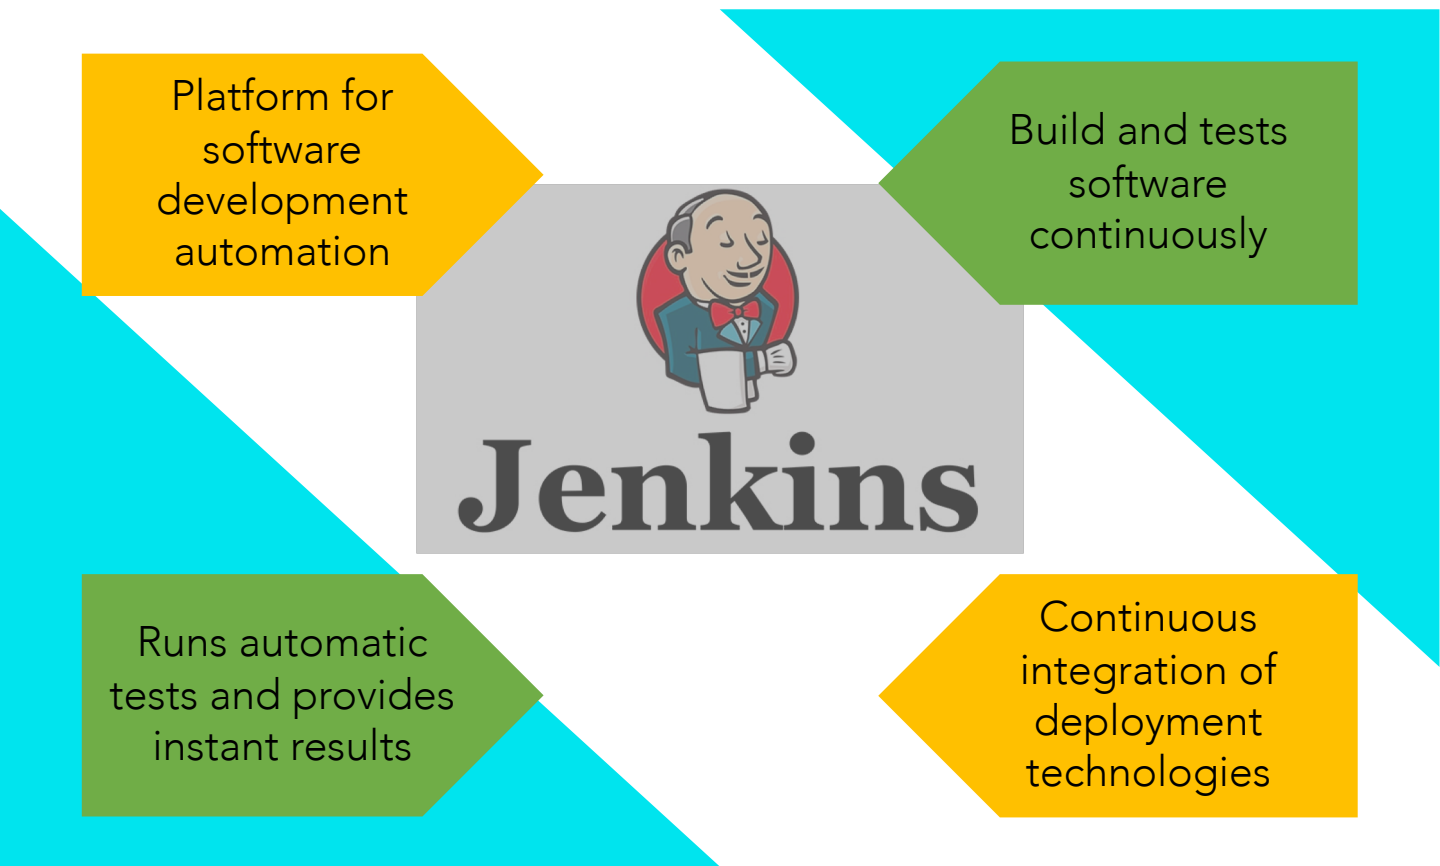 Platform for
software
development
automation
Build and tests
software
continuously
Jenkins
Runs automatic
tests and provides
instant results
Continuous
integration of
deployment
technologies